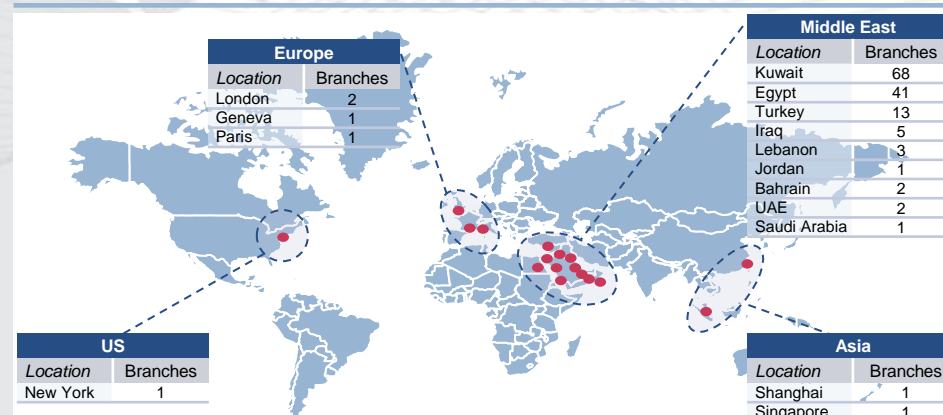 Europe
Location Branches
London 2
Geneva 1
Paris 1
Middle East
Location Branches
Kuwait 68
Egypt 41
Turkey 13
Iraq 5
Lebanon 3
Jordan 1
Bahrain 2
UAE 2
Saudi Arabia 1
US
Location Branches
New York 1
Asia
Location Branches
Shanghai 1
Singapore 1